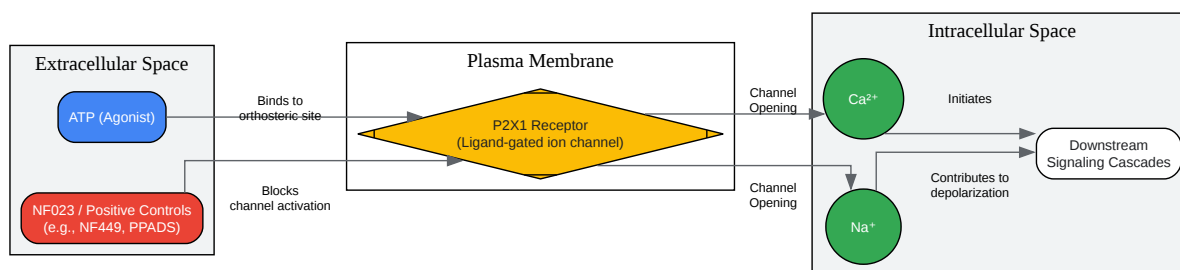 Extracellular Space
ATP (Agonist)
NF023 / Positive Controls
(e.g., NF449, PPADS)
Binds to
orthosteric site
Blocks
channel activation
Plasma Membrane
P2X1 Receptor
(Ligand-gated ion channel)
Channel
Opening
Channel
Opening
Intracellular Space
Ca²⁺
Na⁺
Initiates
Contributes to
depolarization
Downstream
Signaling Cascades